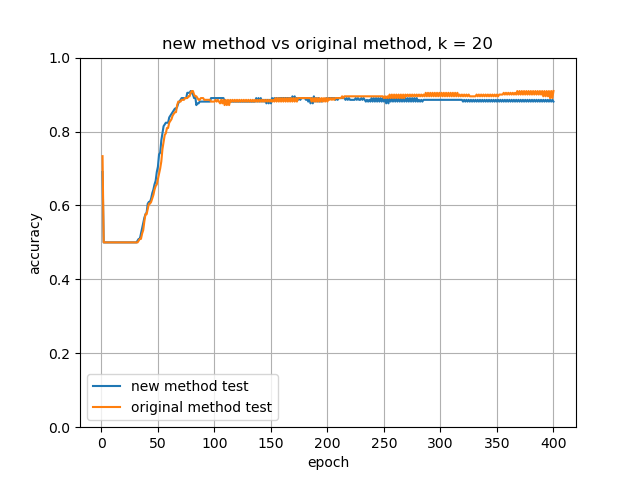 new method vs original method, k = 20
accuracy
1.0
0.8
0.6
0.4
0.2
0.0
new method test
original method test
0 50 100 150 200 250 300 350 400
epoch